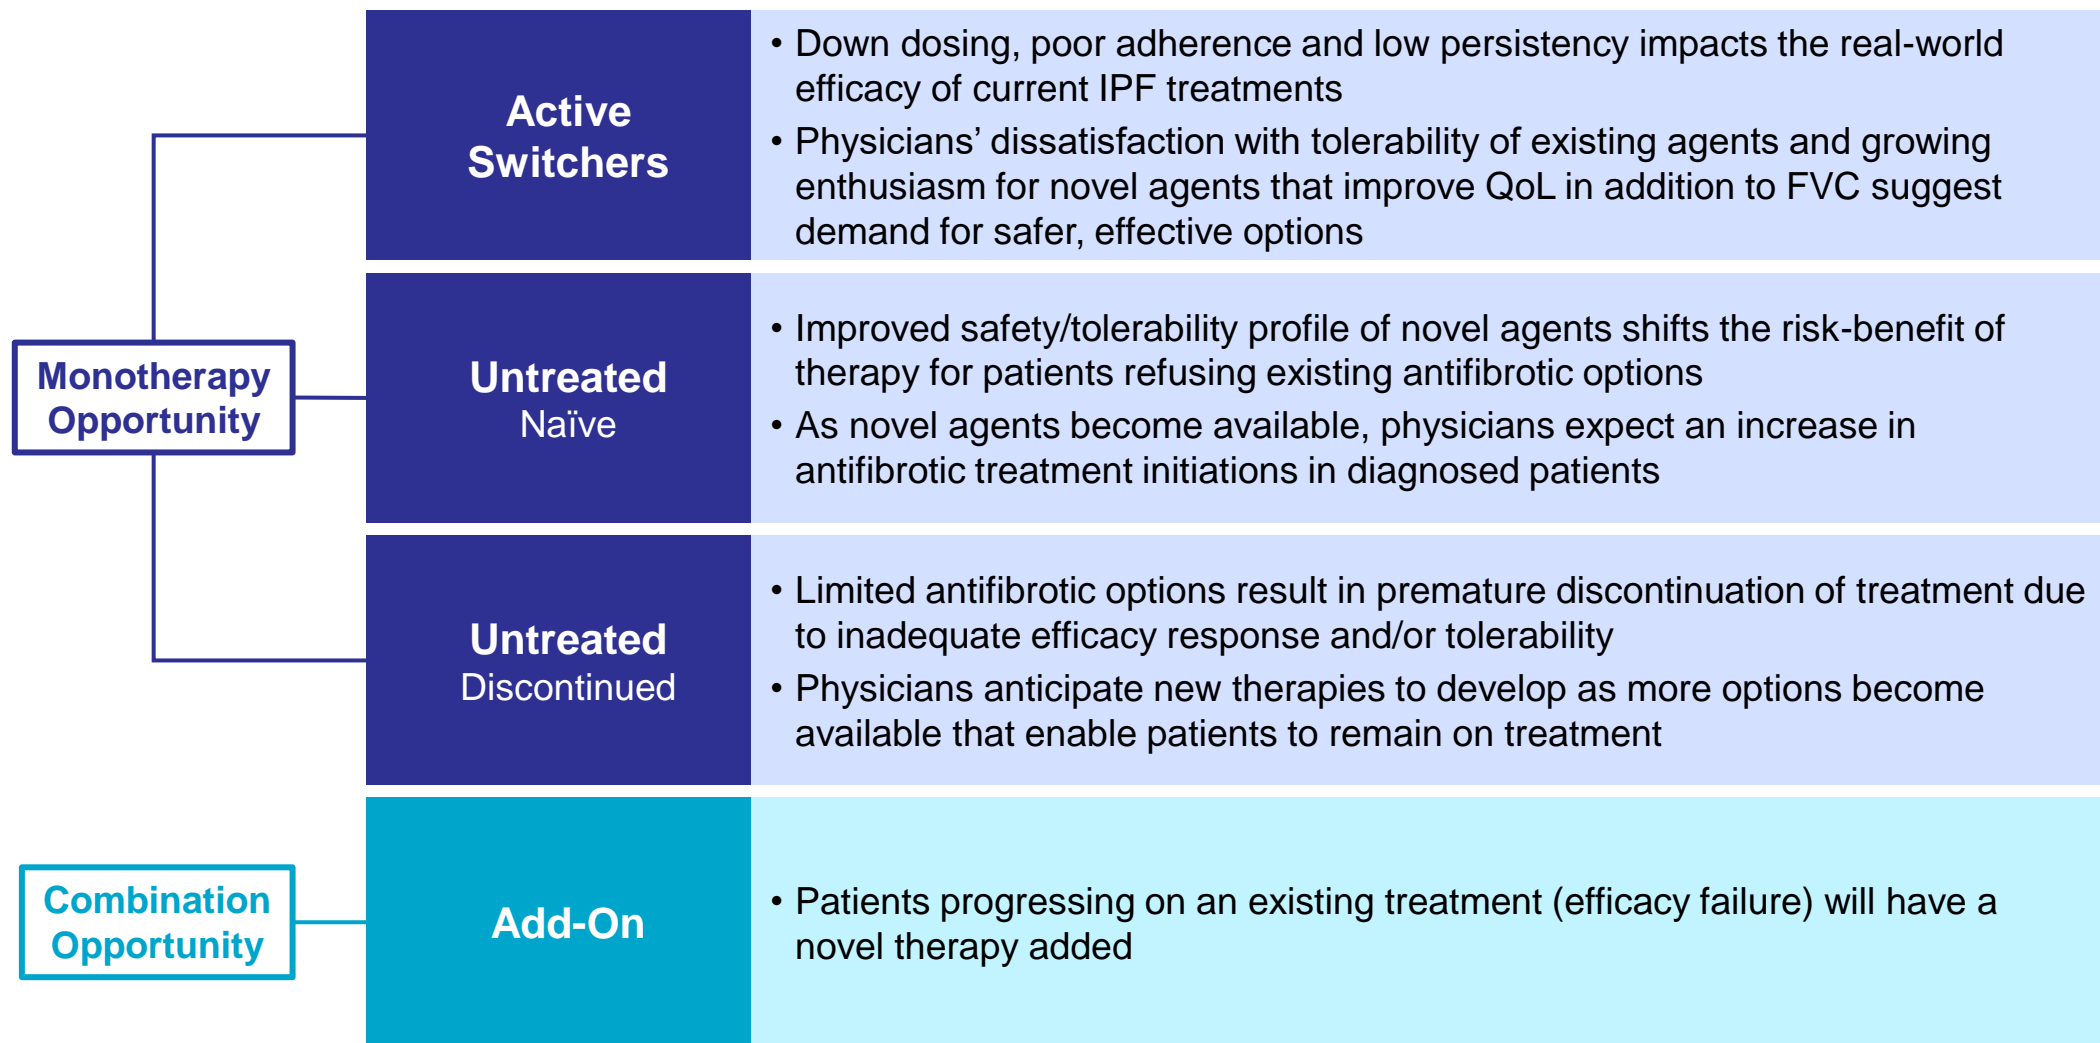 Monotherapy
Opportunity
Active
Switchers
• Down dosing, poor adherence and low persistency impacts the real-world
efficacy of current IPF treatments
• Physicians’ dissatisfaction with tolerability of existing agents and growing
enthusiasm for novel agents that improve QoL in addition to FVC suggest
demand for safer, effective options
Untreated
Naïve
• Improved safety/tolerability profile of novel agents shifts the risk-benefit of
therapy for patients refusing existing antifibrotic options
• As novel agents become available, physicians expect an increase in
antifibrotic treatment initiations in diagnosed patients
Untreated
Discontinued
• Limited antifibrotic options result in premature discontinuation of treatment due
to inadequate efficacy response and/or tolerability
• Physicians anticipate new therapies to develop as more options become
available that enable patients to remain on treatment
Combination
Opportunity
Add-On
• Patients progressing on an existing treatment (efficacy failure) will have a
novel therapy added